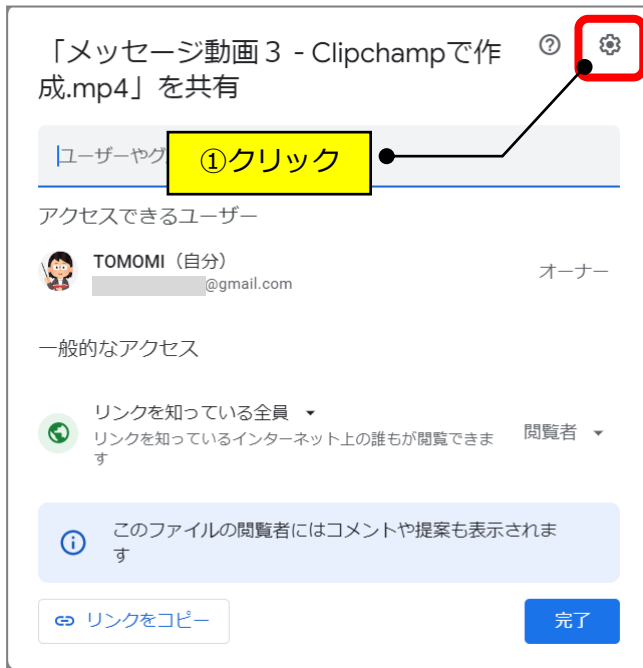 「メッセージ動画３ - Clipchampで作
成.mp4」を共有
ユーザーやグ
①クリック
アクセスできるユーザー
TOMOMI（自分）
@gmail.com
オーナー
一般的なアクセス
リンクを知っている全員
リンクを知っているインターネット上の誰もが閲覧できま
す
閲覧者
このファイルの閲覧者にはコメントや提案も表示されま
す
リンクをコピー
完了